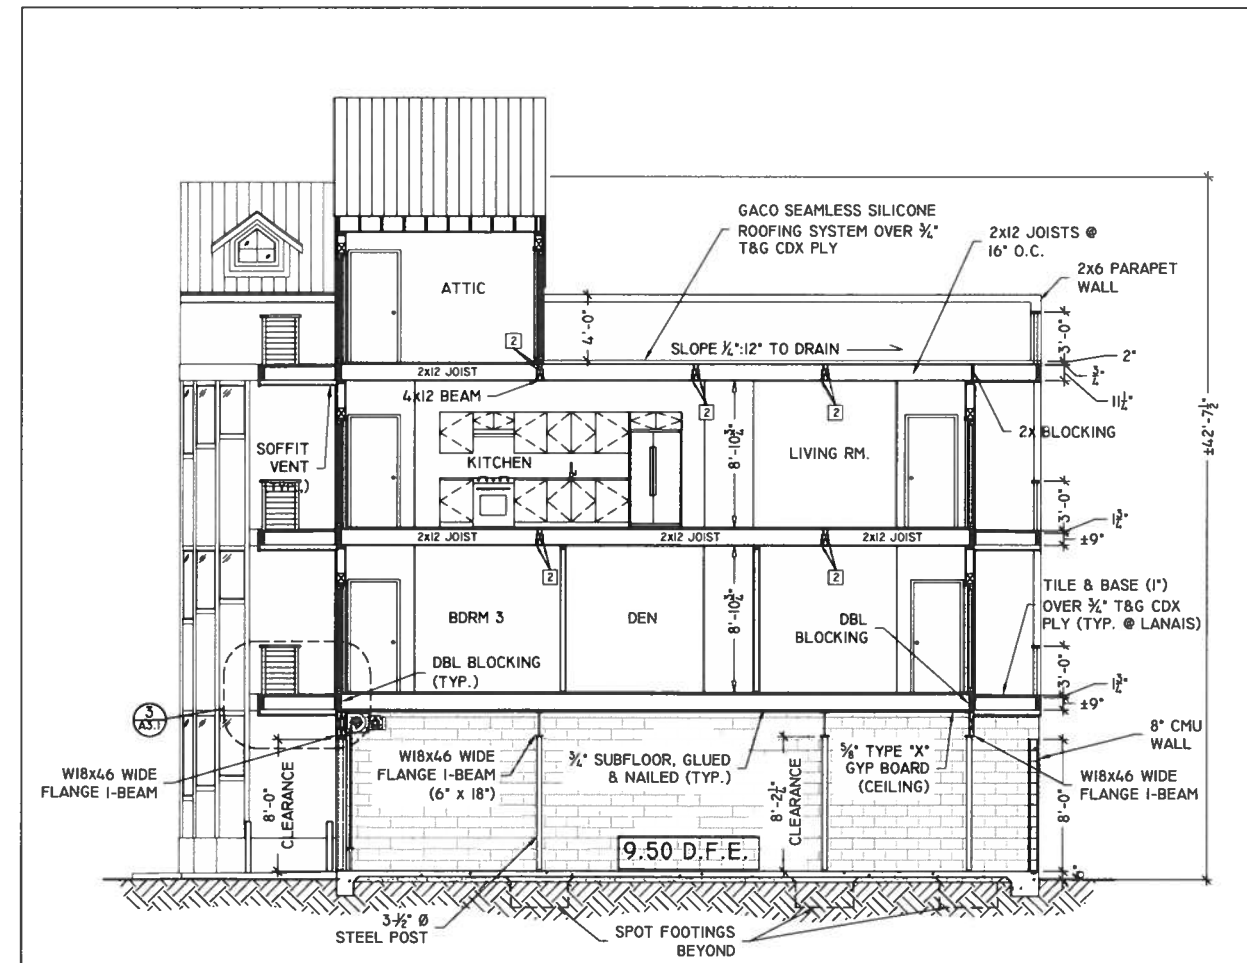 GACO SEAMLESS SILICONE
ROOFING SYSTEM OVER ¾"
T&G CDX PLY
2x12 JOISTS @
16" O.C.
2x6 PARAPET
WALL
ATTIC
4'-0"
2
SLOPE ¼":12" TO DRAIN
3'-0"
2"
¾"
11¼"
±42'-7½"
2x12 JOIST
4x12 BEAM
2
2
2x BLOCKING
SOFFIT
VENT
KITCHEN
8'-10¾"
LIVING RM.
3'-0"
1¾"
±9"
2x12 JOIST
2x12 JOIST
2x12 JOIST
2
2
TILE & BASE (1")
OVER ¾" T&G CDX
PLY (TYP. @ LANAIS)
BDRM 3
DEN
8'-10¾"
DBL
BLOCKING
DBL BLOCKING
(TYP.)
3'-0"
1¾"
±9"
3
A3.1
8" CMU
WALL
W18x46 WIDE
FLANGE I-BEAM
8'-0"
CLEARANCE
W18x46 WIDE
FLANGE I-BEAM
(6" x 18")
¾" SUBFLOOR, GLUED
& NAILED (TYP.)
8'-2¼"
CLEARANCE
⅝" TYPE "X"
GYP BOARD
(CEILING)
W18x46 WIDE
FLANGE I-BEAM
8'-0"
9.50 D.F.E.
3-½" Ø
STEEL POST
SPOT FOOTINGS
BEYOND